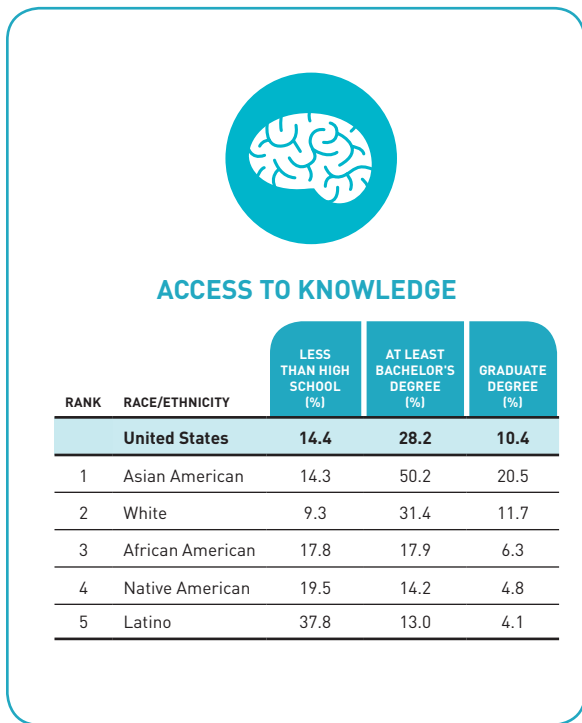 ACCESS TO KNOWLEDGE
RANK RACE/ETHNICITY LESS THAN HIGH SCHOOL (%) AT LEAST BACHELOR'S DEGREE (%) GRADUATE DEGREE (%)
United States 14.4 28.2 10.4
1 Asian American 14.3 50.2 20.5
2 White 9.3 31.4 11.7
3 African American 17.8 17.9 6.3
4 Native American 19.5 14.2 4.8
5 Latino 37.8 13.0 4.1